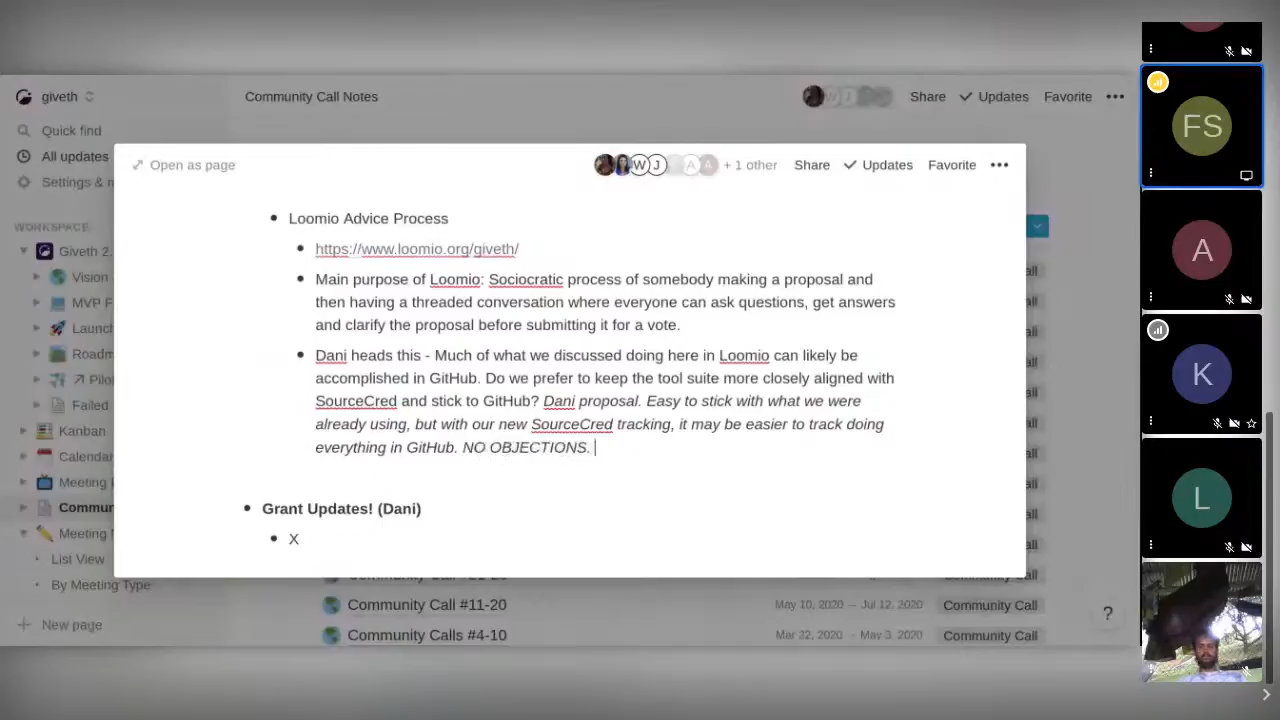 giveth
Community Call Notes
Share
Updates
Favorite
Quick find
All updates
Settings & m
WORKSPACE
Giveth 2.
Vision
MVP F
Launc
Roadm
Pilo
Failed
Kanban
Calendar
Meeting
Commun
Meeting
List View
By Meeting Type
New page
Open as page
W J A A + 1 other Share Updates Favorite
Loomio Advice Process
https://www.loomio.org/giveth/
Main purpose of Loomio: Sociocratic process of somebody making a proposal and
then having a threaded conversation where everyone can ask questions, get answers
and clarify the proposal before submitting it for a vote.
Dani heads this - Much of what we discussed doing here in Loomio can likely be
accomplished in GitHub. Do we prefer to keep the tool suite more closely aligned with
SourceCred and stick to GitHub? Dani proposal. Easy to stick with what we were
already using, but with our new SourceCred tracking, it may be easier to track doing
everything in GitHub. NO OBJECTIONS.
Grant Updates! (Dani)
X
Community Call #11-20 May 10, 2020 → Jul 12, 2020 Community Call
Community Calls #4-10 Mar 22, 2020 → May 3, 2020 Community Call
?
FS
A
K
L